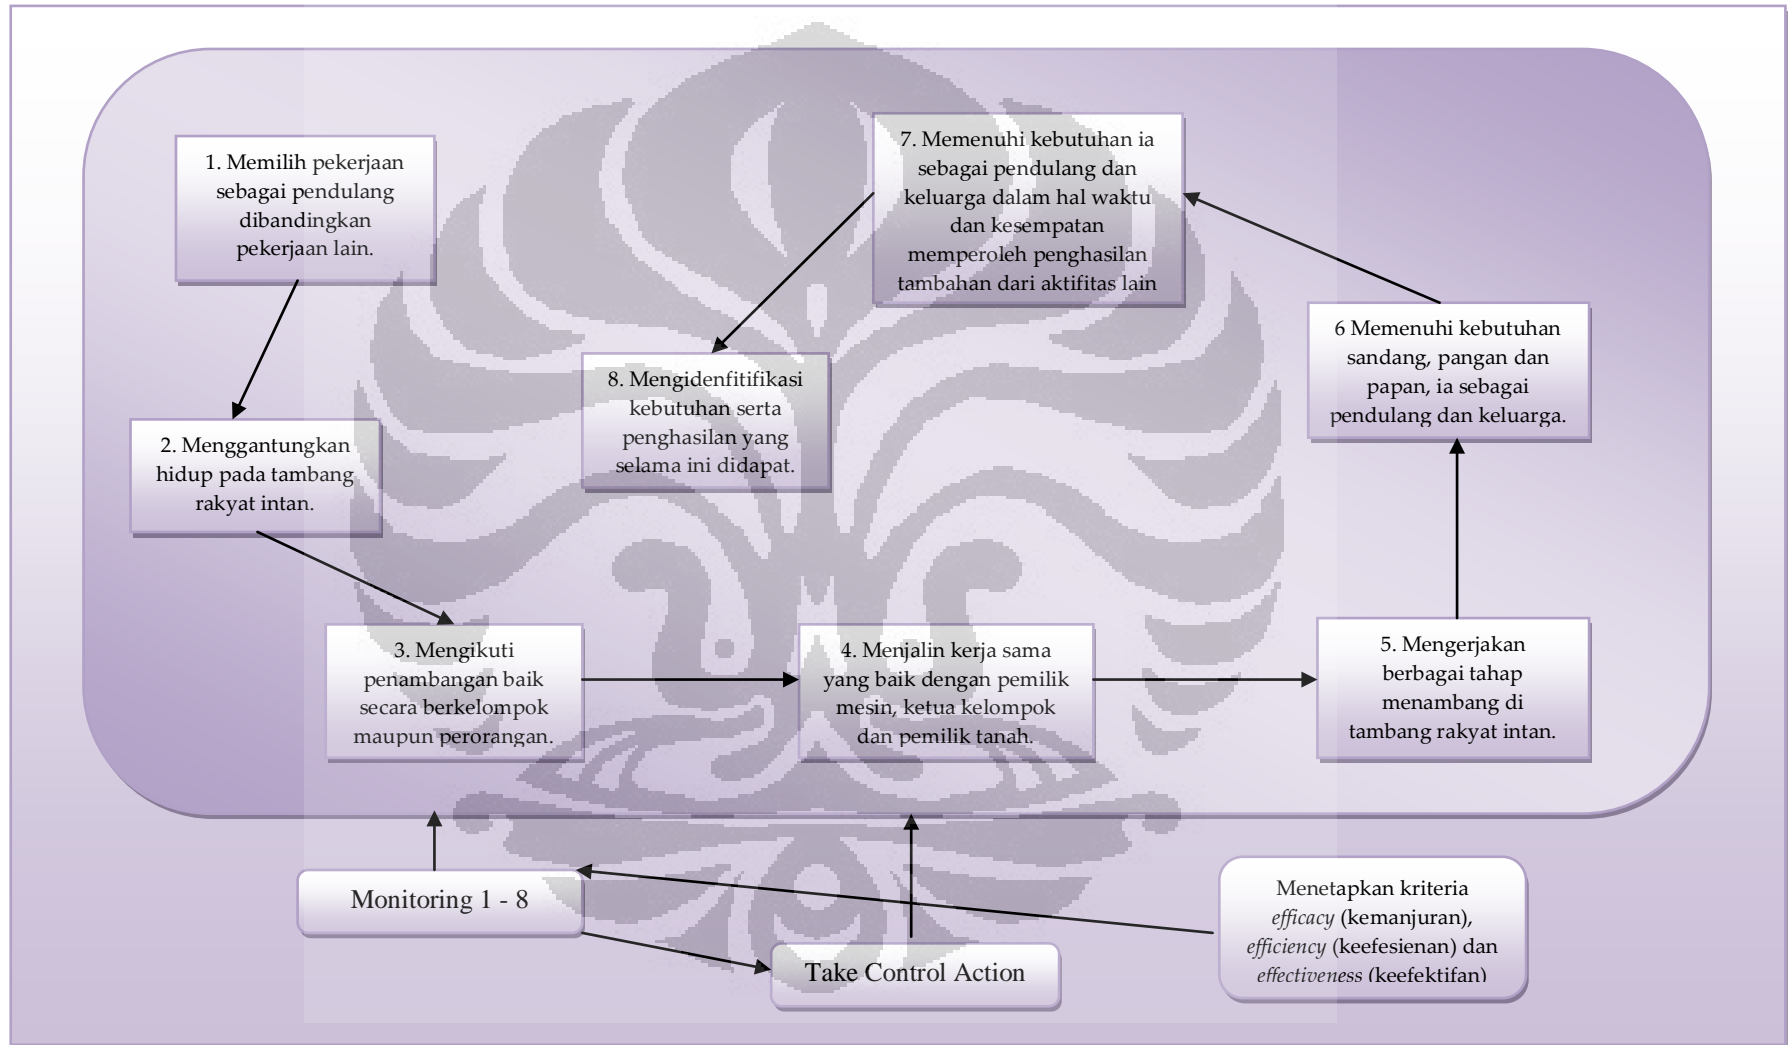 1. Memilih pekerjaan
sebagai pendulang
dibandingkan
pekerjaan lain.
2. Menggantungkan
hidup pada tambang
rakyat intan.
3. Mengikuti
penambangan baik
secara berkelompok
maupun perorangan.
4. Menjalin kerja sama
yang baik dengan pemilik
mesin, ketua kelompok
dan pemilik tanah.
5. Mengerjakan
berbagai tahap
menambang di
tambang rakyat intan.
6 Memenuhi kebutuhan
sandang, pangan dan
papan, ia sebagai
pendulang dan keluarga.
7. Memenuhi kebutuhan ia
sebagai pendulang dan
keluarga dalam hal waktu
dan kesempatan
memperoleh penghasilan
tambahan dari aktifitas lain
8. Mengidenfitifikasi
kebutuhan serta
penghasilan yang
selama ini didapat.
Monitoring 1 - 8
Take Control Action
Menetapkan kriteria
efficacy (kemanjuran),
efficiency (keefesienan) dan
effectiveness (keefektifan)